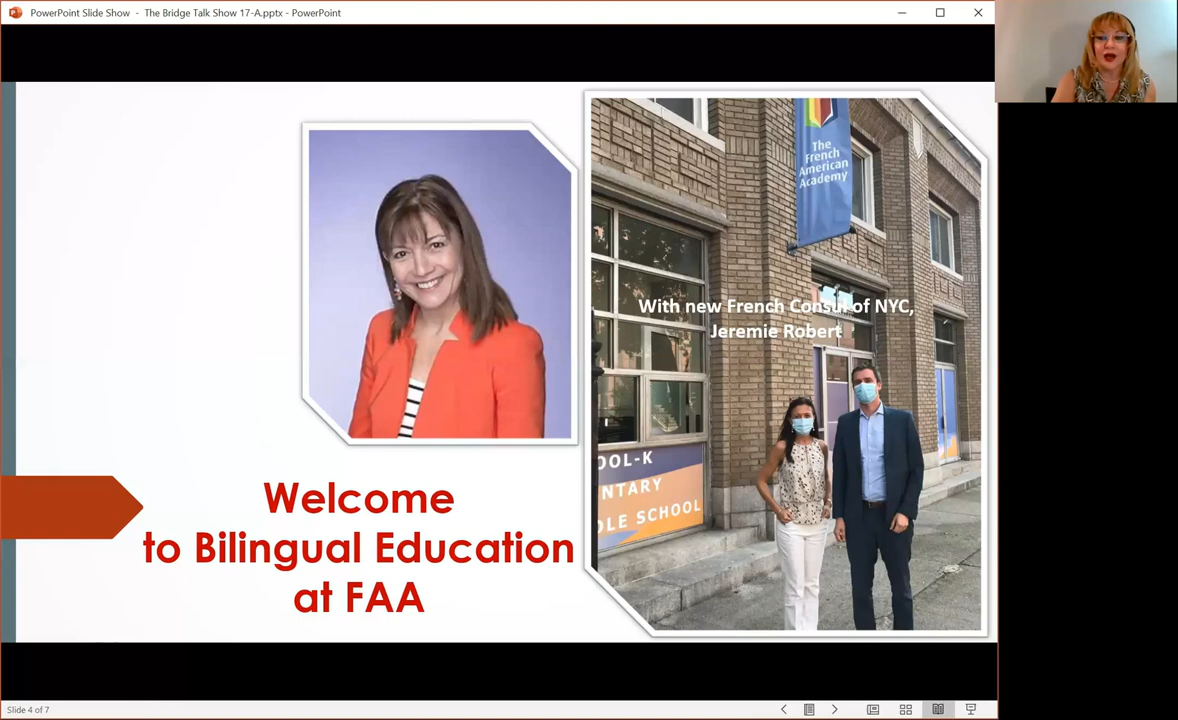 PowerPoint Slide Show - The Bridge Talk Show 17-A.pptx - PowerPoint
The
French
American
Academy
With new French Consul of NYC,
Jeremie Robert
OOL-K
NTARY
DLE SCHOOL
Welcome
to Bilingual Education
at FAA
Slide 4 of 7